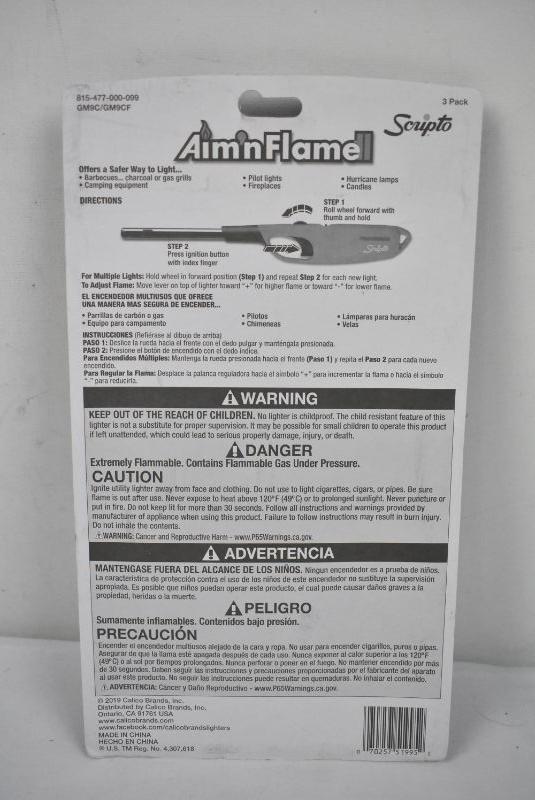 815-477-000-099
GM9C/GM9CF
3 Pack
Aim'nFlame II
Scripto
Offers a Safer Way to Light...
• Barbecues... charcoal or gas grills
• Camping equipment
• Pilot lights
• Fireplaces
• Hurricane lamps
• Candles
DIRECTIONS
STEP 1
Roll wheel forward with
thumb and hold
STEP 2
Press ignition button
with index finger
Scripto
For Multiple Lights: Hold wheel in forward position (Step 1) and repeat Step 2 for each new light.
To Adjust Flame: Move lever on top of lighter toward "+" for higher flame or toward "-" for lower flame.
EL ENCENDEDOR MULTIUSOS QUE OFRECE
UNA MANERA MAS SEGURA DE ENCENDER...
• Parrillas de carbón o gas
• Equipo para campamento
• Pilotos
• Chimeneas
• Lámparas para huracán
• Velas
INSTRUCCIONES (Refiérase al dibujo de arriba)
PASO 1: Deslice la rueda hacia el frente con el dedo pulgar y manténgala presionada.
PASO 2: Presione el botón de encendido con el dedo índice.
Para Encendidos Múltiples: Mantenga la rueda presionada hacia el frente (Paso 1) y repita el Paso 2 para cada nuevo
encendido.
Para Regular la Flama: Desplace la palanca reguladora hacia el símbolo "+" para incrementar la flama o hacia el símbolo
"-" para reducirla.
⚠ WARNING
KEEP OUT OF THE REACH OF CHILDREN. No lighter is childproof. The child resistant feature of this
lighter is not a substitute for proper supervision. It may be possible for small children to operate this product
if left unattended, which could lead to serious property damage, injury, or death.
⚠ DANGER
Extremely Flammable. Contains Flammable Gas Under Pressure.
CAUTION
Ignite utility lighter away from face and clothing. Do not use to light cigarettes, cigars, or pipes. Be sure
flame is out after use. Never expose to heat above 120°F (49°C) or to prolonged sunlight. Never puncture or
put in fire. Do not keep lit for more than 30 seconds. Follow all instructions and warnings provided by
manufacturer of appliance when using this product. Failure to follow instructions may result in burn injury.
Do not inhale the contents.
⚠WARNING: Cancer and Reproductive Harm - www.P65Warnings.ca.gov.
⚠ ADVERTENCIA
MANTENGASE FUERA DEL ALCANCE DE LOS NIÑOS. Ningun encendedor es a prueba de niños.
La característica de protección contra el uso de los niños de este encendedor no sustituye la supervisión
apropiada. Es posible que niños puedan operar este producto, el cual puede causar daños graves a la
propiedad, heridas o la muerte.
⚠ PELIGRO
Sumamente inflamables. Contenidos bajo presión.
PRECAUCIÓN
Encender el encendedor multiusos alejado de la cara y ropa. No usar para encender cigarrillos, puros o pipas.
Asegurar de que la llama esté apagada después de cada uso. Nunca exponer al calor superior a los 120°F
(49°C) o al sol por tiempos prolongados. Nunca perforar o poner en el fuego. No mantener encendido por más
de 30 segundos. Deben seguir las instrucciones y precauciones proporcionadas por el fabricante del aparato
al usar este producto. No seguir las instrucciones puede resultar en quemaduras. No inhalar el contenido.
⚠ ADVERTENCIA: Cáncer y Daño Reproductivo - www.P65Warnings.ca.gov.
© 2019 Calico Brands, Inc.
Distributed by Calico Brands, Inc.
Ontario, CA 91761 USA
www.calicobrands.com
www.facebook.com/calicobrandslighters
MADE IN CHINA
HECHO EN CHINA
® U.S. TM Reg. No. 4,307,618
0 70257 51995